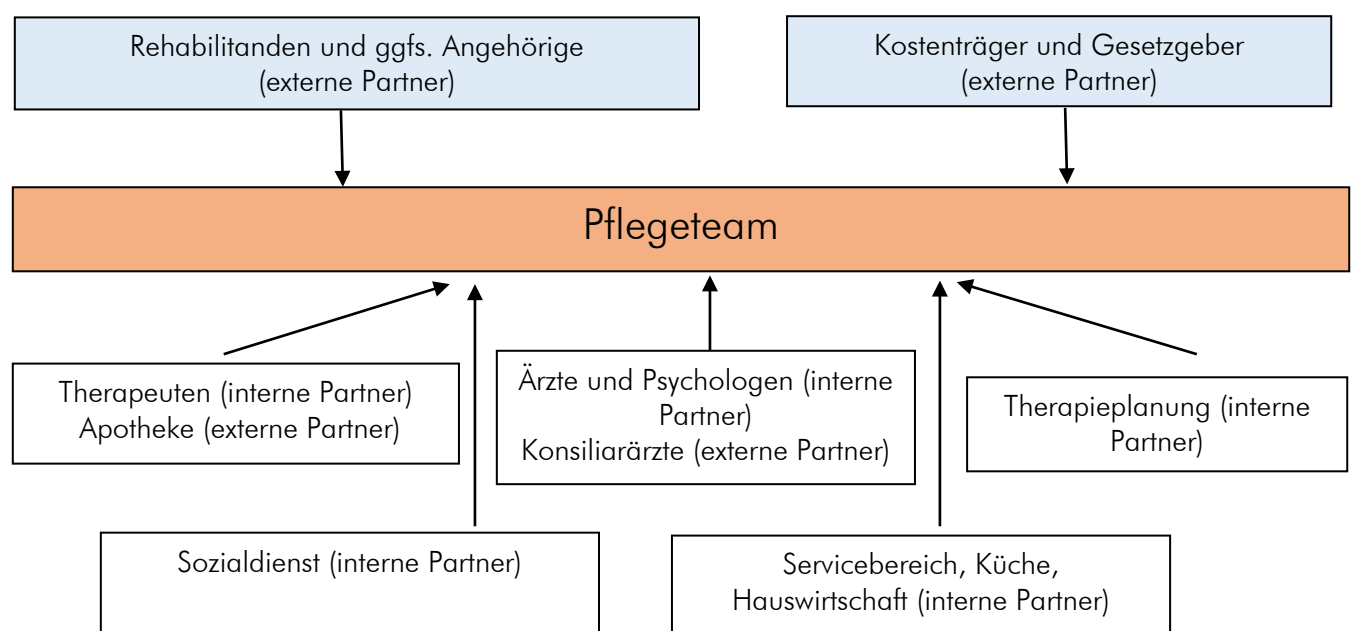 Rehabilitanden und ggfs. Angehörige
(externe Partner)
Kostenträger und Gesetzgeber
(externe Partner)
Pflegeteam
Therapeuten (interne Partner)
Apotheke (externe Partner)
Ärzte und Psychologen (interne
Partner)
Konsiliarärzte (externe Partner)
Therapieplanung (interne
Partner)
Sozialdienst (interne Partner)
Servicebereich, Küche,
Hauswirtschaft (interne Partner)